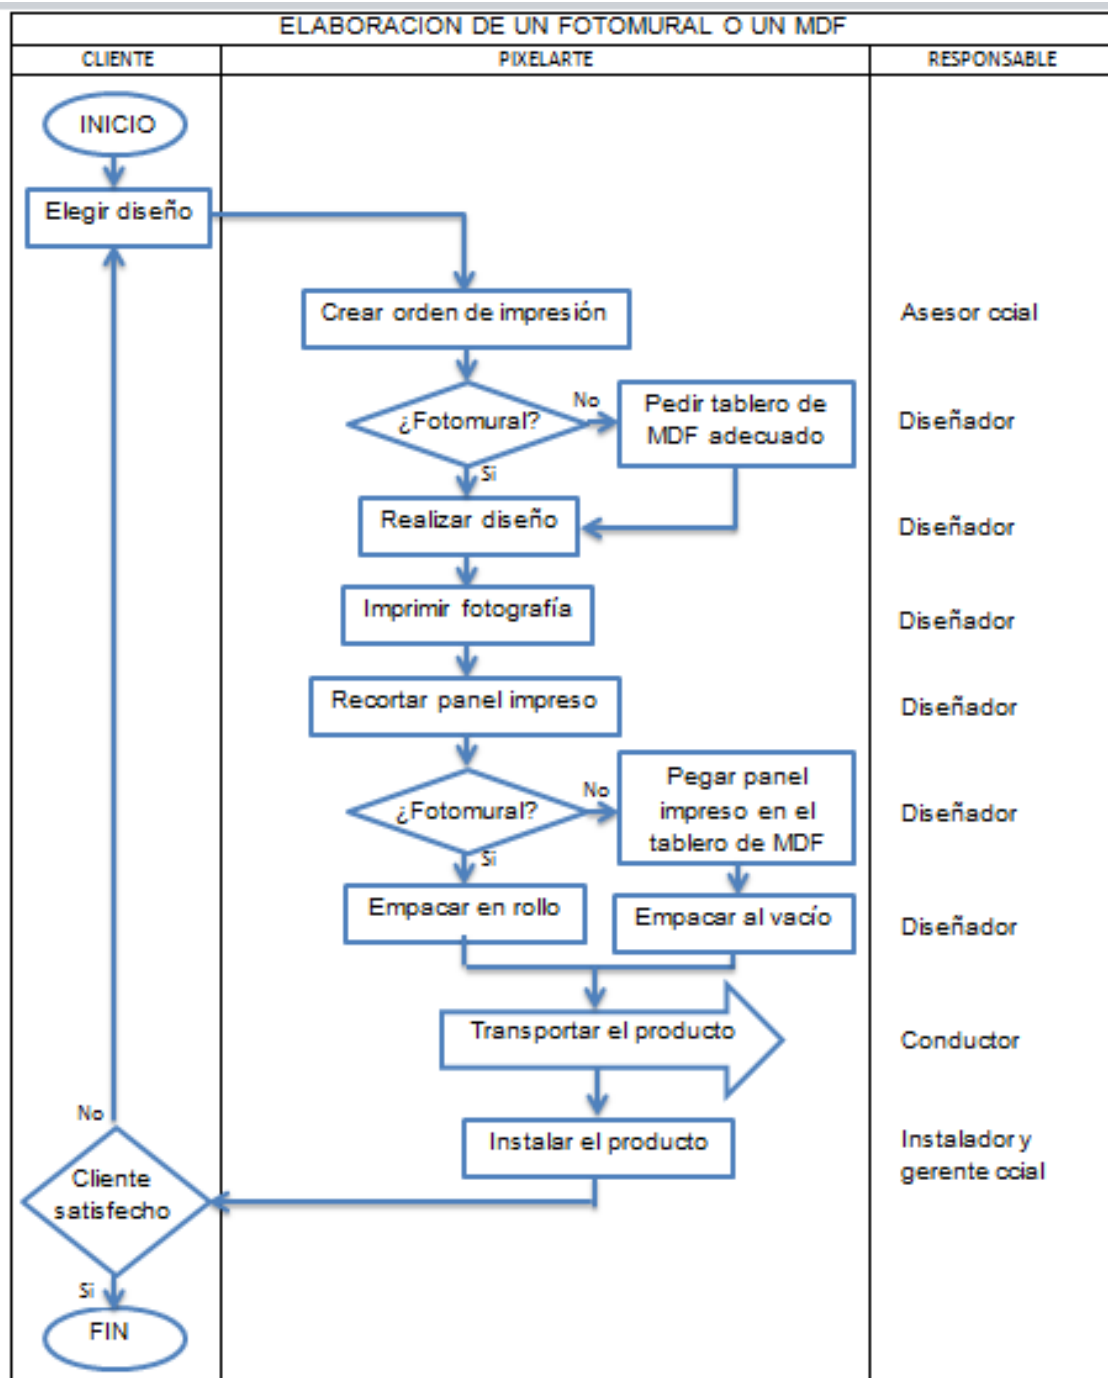 ELABORACION DE UN FOTOMURAL O UN MDF
CLIENTE
PIXELARTE
RESPONSABLE
INICIO
Elegir diseño
Crear orden de impresión
Asesor ccial
¿Fotomural?
No
Pedir tablero de
MDF adecuado
Diseñador
Si
Realizar diseño
Diseñador
Imprimir fotografía
Diseñador
Recortar panel impreso
Diseñador
¿Fotomural?
No
Pegar panel
impreso en el
tablero de MDF
Diseñador
Si
Empacar en rollo
Empacar al vacío
Diseñador
Transportar el producto
Conductor
Instalar el producto
Instalador y
gerente ccial
No
Cliente
satisfecho
Si
FIN